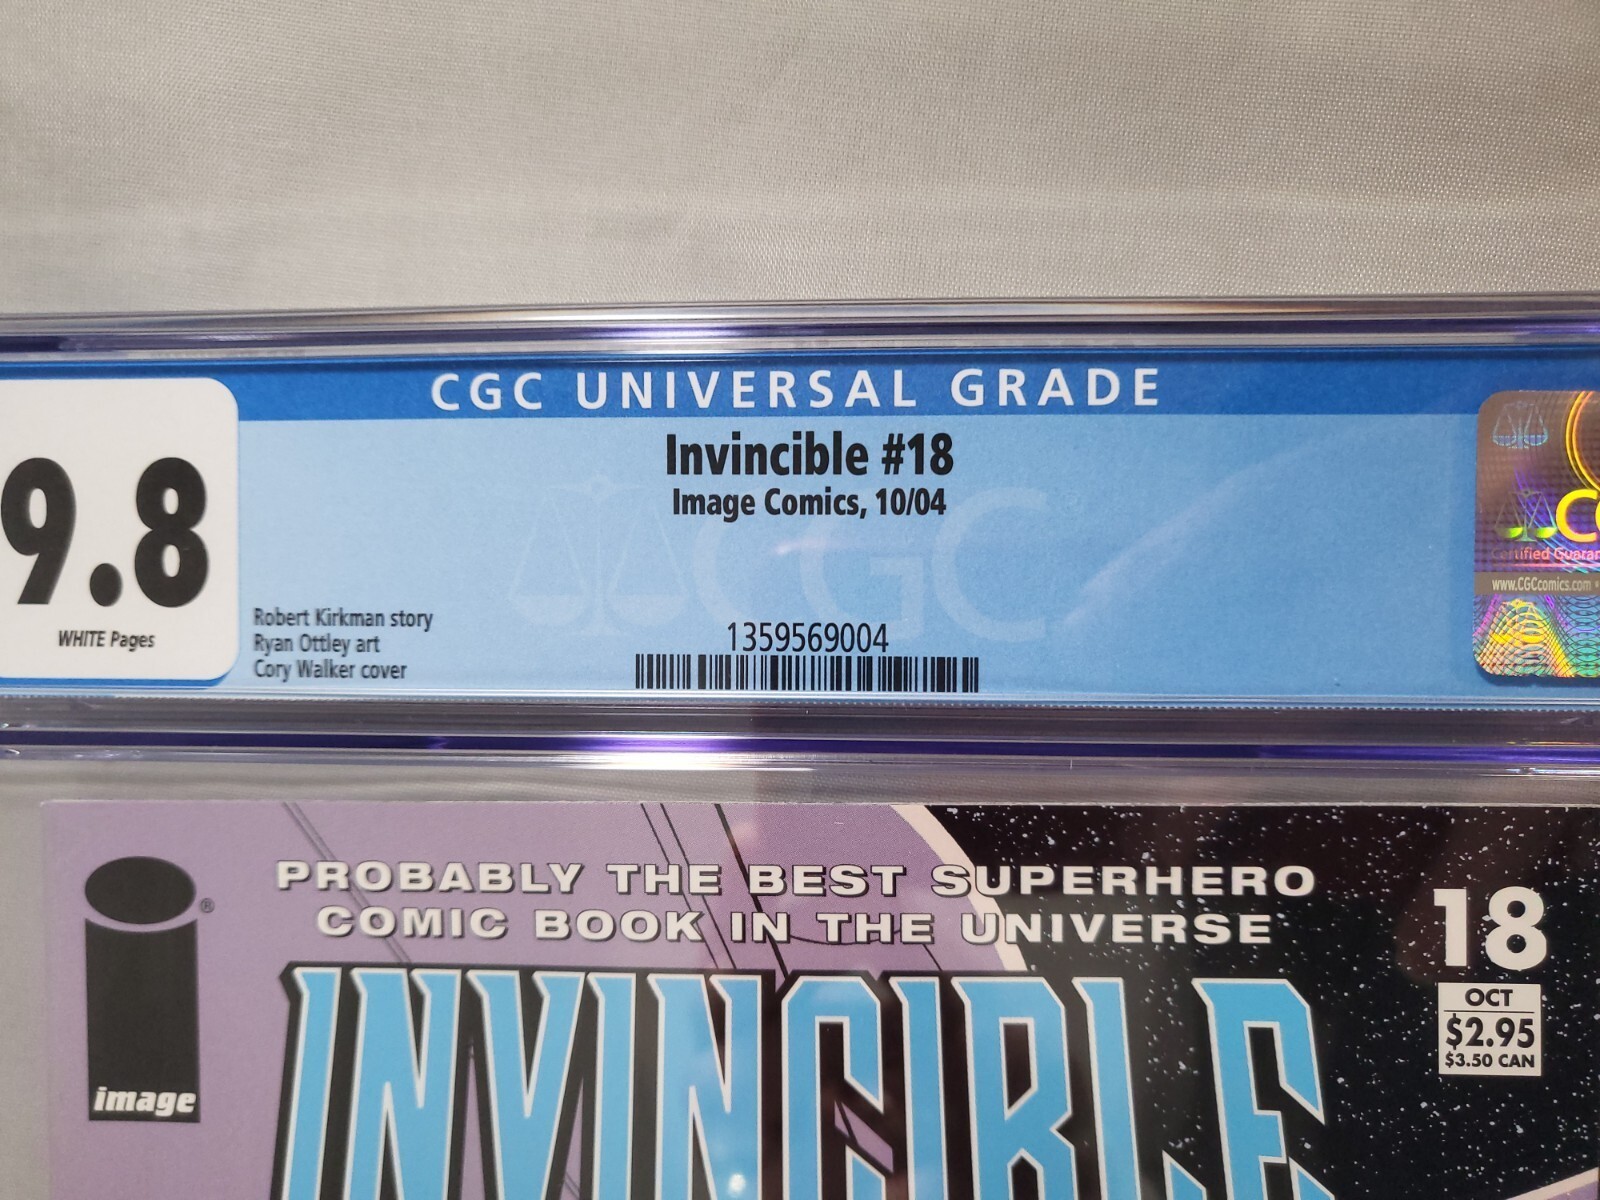 CGC UNIVERSAL GRADE
9.8
WHITE Pages
Invincible #18
Image Comics, 10/04
Robert Kirkman story
Ryan Ottley art
Cory Walker cover
CGC
1359569004
Certified
www.CGCcomics.com
PROBABLY THE BEST SUPERHERO
COMIC BOOK IN THE UNIVERSE
INVINCIBLE
image
®
18
OCT
$2.95
$3.50 CAN